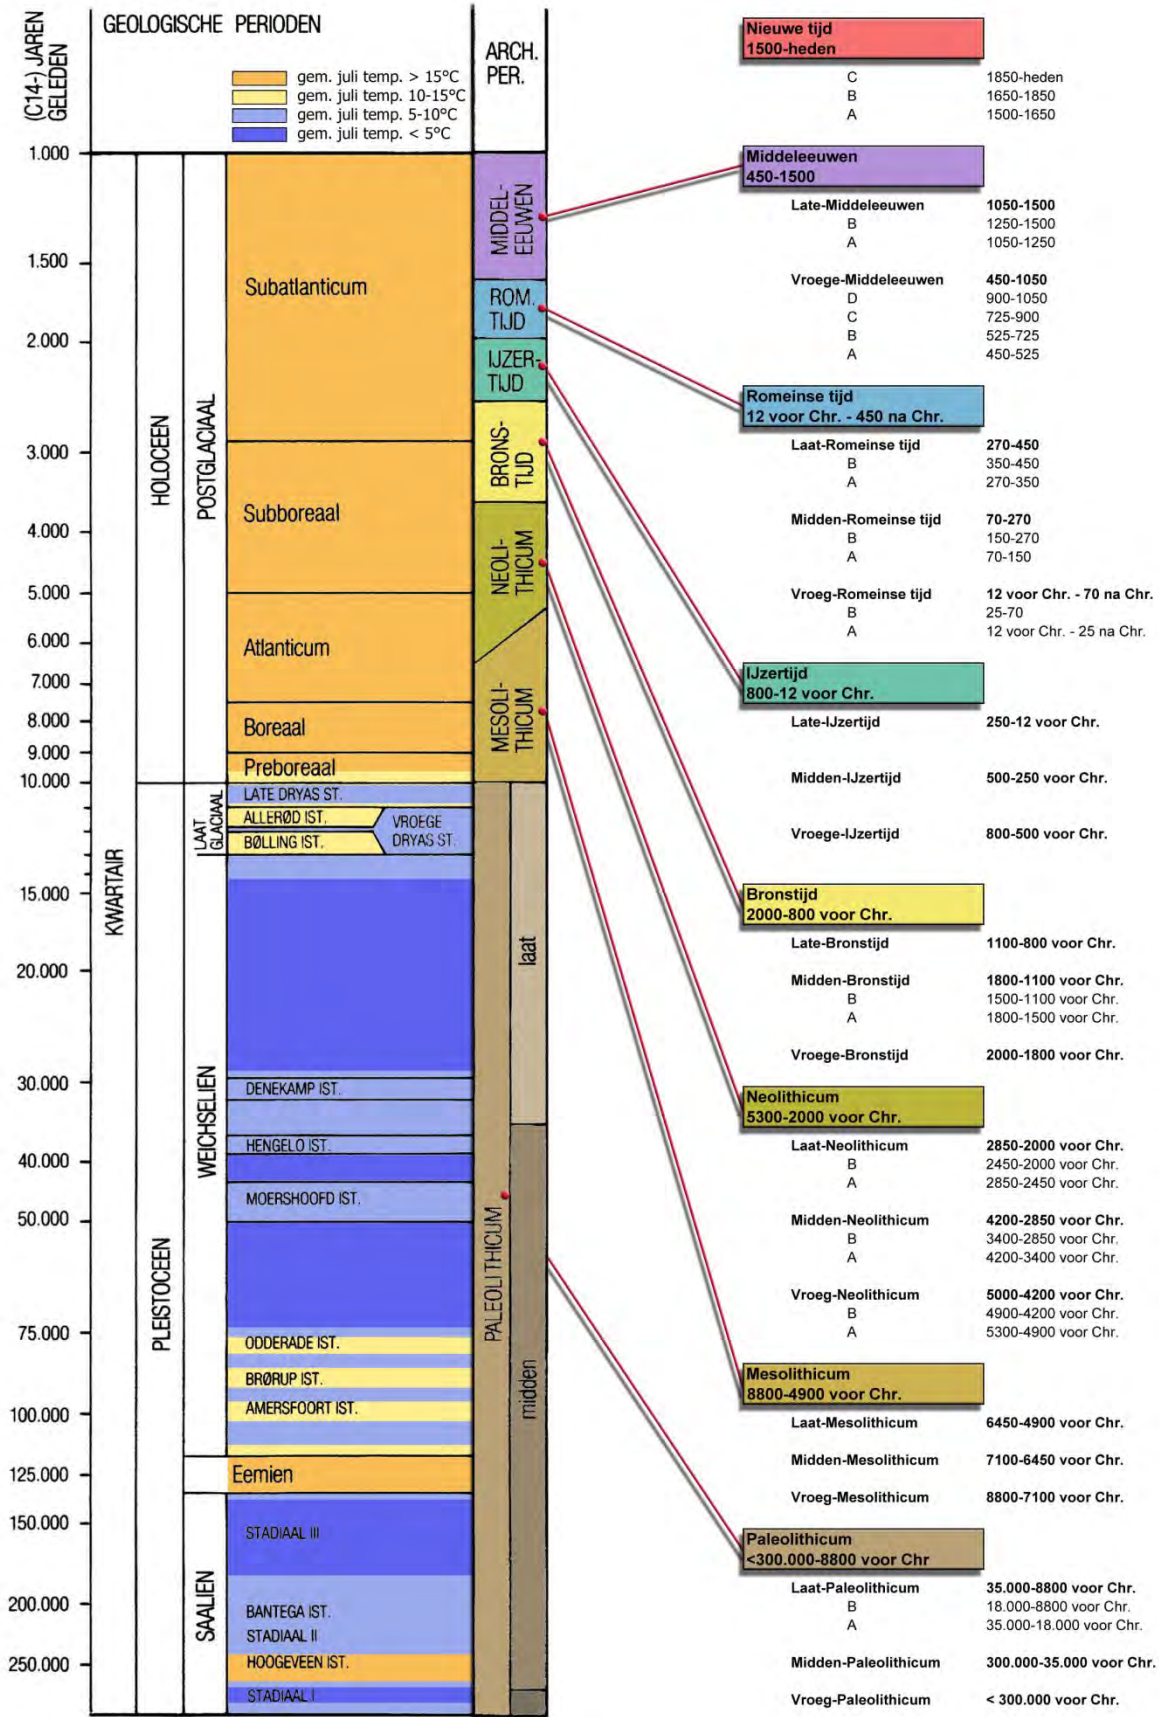 (C14-) JAREN
GELEDEN
GEOLOGISCHE PERIODEN
gem. juli temp. > 15°C
gem. juli temp. 10-15°C
gem. juli temp. 5-10°C
gem. juli temp. < 5°C
ARCH.
PER.
1.000
1.500
2.000
3.000
4.000
5.000
6.000
7.000
8.000
9.000
10.000
15.000
20.000
30.000
40.000
50.000
75.000
100.000
125.000
150.000
200.000
250.000
KWARTAIR
HOLOCEEN
PLEISTOCEEN
POSTGLACIAAL
LAAT
GLACIAAL
WEICHSELIEN
SAALIEN
Subatlanticum
Subboreaal
Atlanticum
Boreaal
Preboreaal
LATE DRYAS ST.
ALLERØD IST.
VROEGE
DRYAS ST.
BØLLING IST.
DENEKAMP IST.
HENGELO IST.
MOERSHOOFD IST.
ODDERADE IST.
BRØRUP IST.
AMERSFOORT IST.
Eemien
STADIAAL III
BANTEGA IST.
STADIAAL II
HOOGEVEEN IST.
STADIAAL I
MIDDEL-
EEUWEN
ROM.
TIJD
IJZER-
TIJD
BRONS-
TIJD
NEOLI-
THICUM
MESOLI-
THICUM
PALEOLITHICUM
laat
midden
Nieuwe tijd
1500-heden
C 1850-heden
B 1650-1850
A 1500-1650
Middeleeuwen
450-1500
Late-Middeleeuwen 1050-1500
B 1250-1500
A 1050-1250
Vroege-Middeleeuwen 450-1050
D 900-1050
C 725-900
B 525-725
A 450-525
Romeinse tijd
12 voor Chr. - 450 na Chr.
Laat-Romeinse tijd 270-450
B 350-450
A 270-350
Midden-Romeinse tijd 70-270
B 150-270
A 70-150
Vroeg-Romeinse tijd 12 voor Chr. - 70 na Chr.
B 25-70
A 12 voor Chr. - 25 na Chr.
IJzertijd
800-12 voor Chr.
Late-IJzertijd 250-12 voor Chr.
Midden-IJzertijd 500-250 voor Chr.
Vroege-IJzertijd 800-500 voor Chr.
Bronstijd
2000-800 voor Chr.
Late-Bronstijd 1100-800 voor Chr.
Midden-Bronstijd 1800-1100 voor Chr.
B 1500-1100 voor Chr.
A 1800-1500 voor Chr.
Vroege-Bronstijd 2000-1800 voor Chr.
Neolithicum
5300-2000 voor Chr.
Laat-Neolithicum 2850-2000 voor Chr.
B 2450-2000 voor Chr.
A 2850-2450 voor Chr.
Midden-Neolithicum 4200-2850 voor Chr.
B 3400-2850 voor Chr.
A 4200-3400 voor Chr.
Vroeg-Neolithicum 5000-4200 voor Chr.
B 4900-4200 voor Chr.
A 5300-4900 voor Chr.
Mesolithicum
8800-4900 voor Chr.
Laat-Mesolithicum 6450-4900 voor Chr.
Midden-Mesolithicum 7100-6450 voor Chr.
Vroeg-Mesolithicum 8800-7100 voor Chr.
Paleolithicum
<300.000-8800 voor Chr
Laat-Paleolithicum 35.000-8800 voor Chr.
B 18.000-8800 voor Chr.
A 35.000-18.000 voor Chr.
Midden-Paleolithicum 300.000-35.000 voor Chr.
Vroeg-Paleolithicum < 300.000 voor Chr.